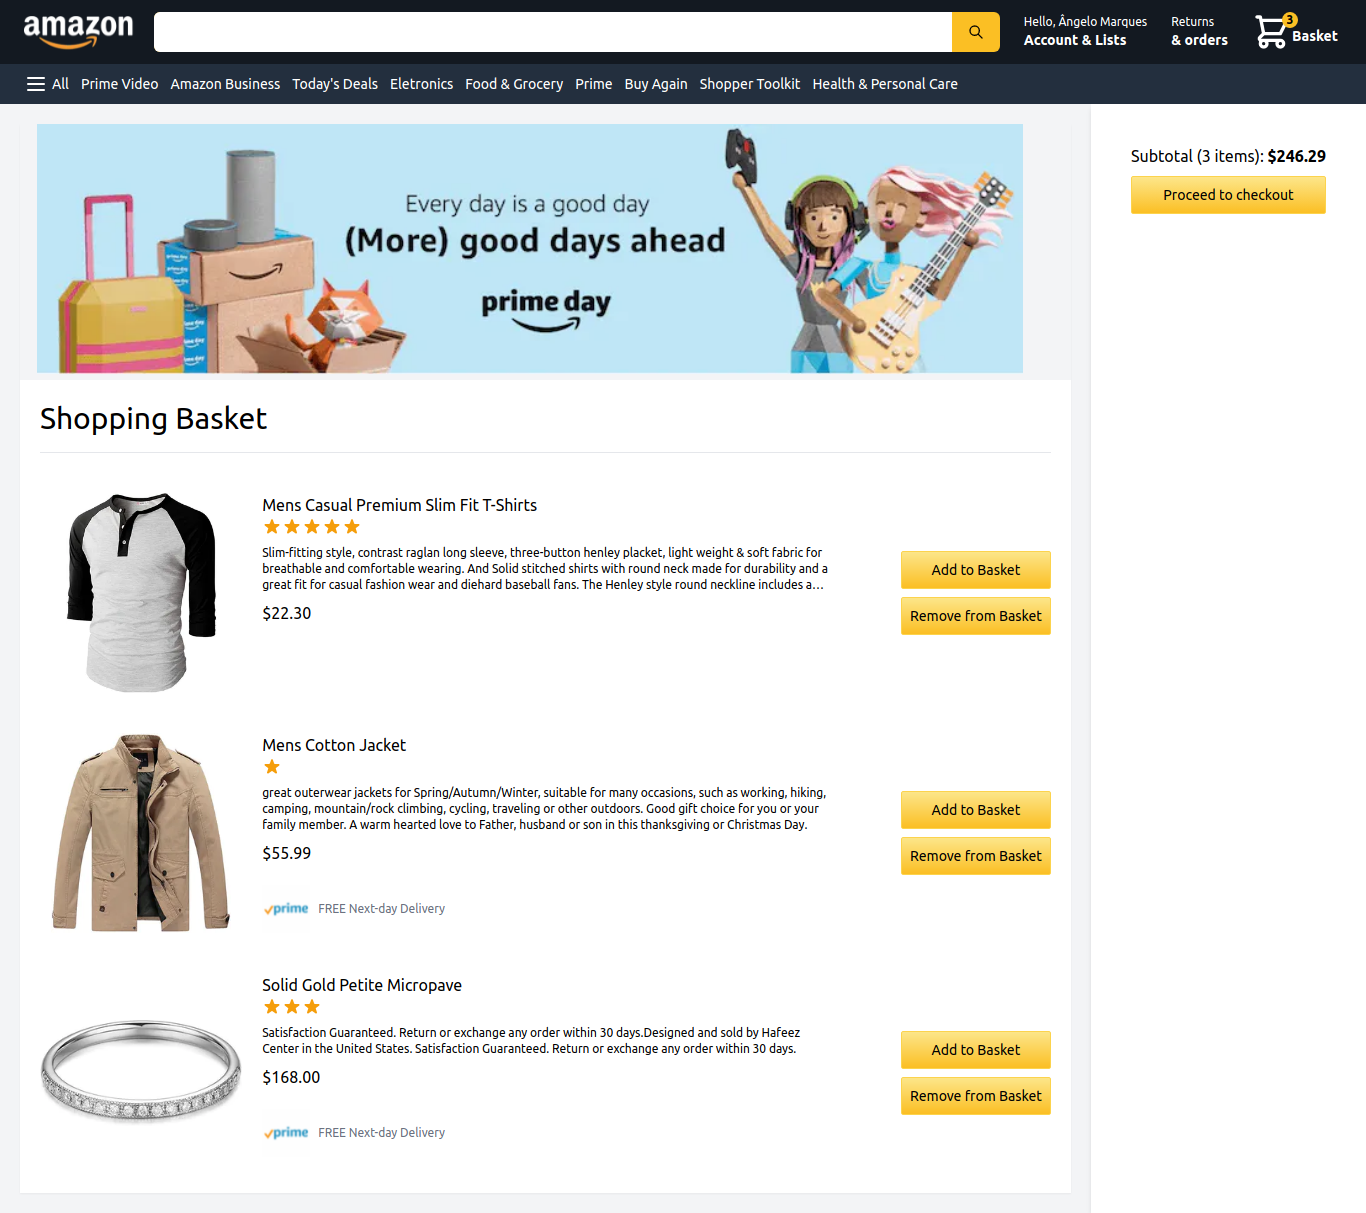 amazon
Hello, Ângelo Marques
Account & Lists
Returns
& orders
3
Basket
All Prime Video Amazon Business Today's Deals Eletronics Food & Grocery Prime Buy Again Shopper Toolkit Health & Personal Care
Every day is a good day
(More) good days ahead
prime day
Subtotal (3 items): $246.29
Proceed to checkout
Shopping Basket
Mens Casual Premium Slim Fit T-Shirts
Slim-fitting style, contrast raglan long sleeve, three-button henley placket, light weight & soft fabric for
breathable and comfortable wearing. And Solid stitched shirts with round neck made for durability and a
great fit for casual fashion wear and diehard baseball fans. The Henley style round neckline includes a…
$22.30
Add to Basket
Remove from Basket
Mens Cotton Jacket
great outerwear jackets for Spring/Autumn/Winter, suitable for many occasions, such as working, hiking,
camping, mountain/rock climbing, cycling, traveling or other outdoors. Good gift choice for you or your
family member. A warm hearted love to Father, husband or son in this thanksgiving or Christmas Day.
$55.99
prime FREE Next-day Delivery
Add to Basket
Remove from Basket
Solid Gold Petite Micropave
Satisfaction Guaranteed. Return or exchange any order within 30 days.Designed and sold by Hafeez
Center in the United States. Satisfaction Guaranteed. Return or exchange any order within 30 days.
$168.00
prime FREE Next-day Delivery
Add to Basket
Remove from Basket